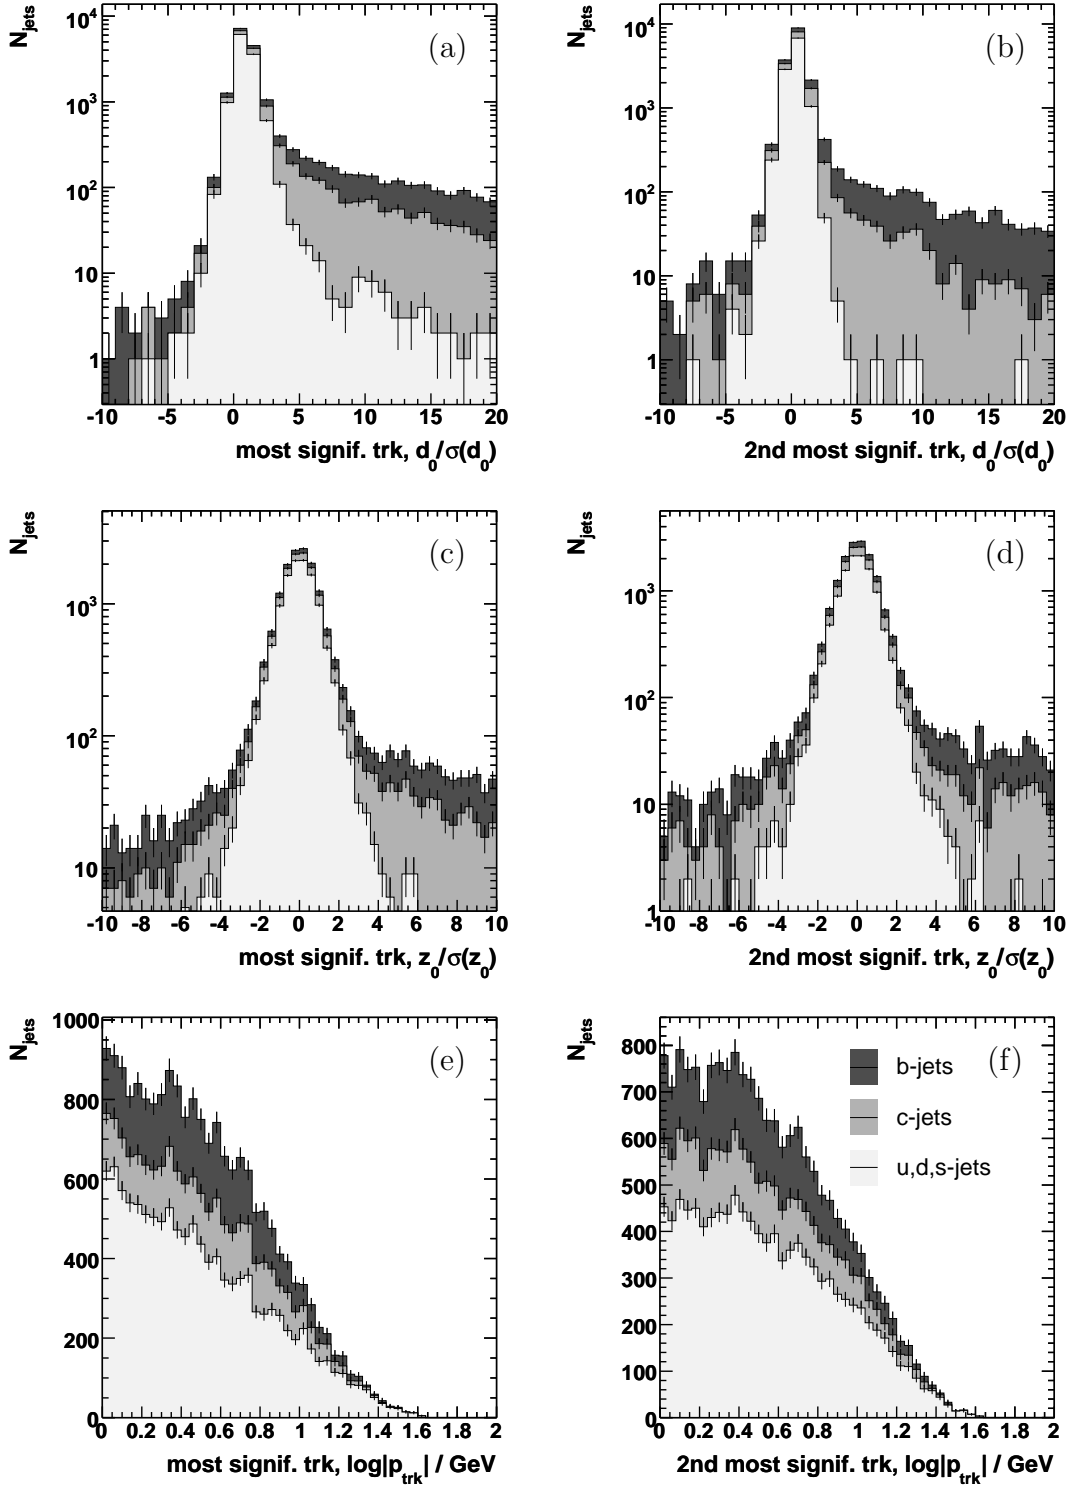 N_jets
(a)
10^4
10^3
10^2
10
1
-10 -5 0 5 10 15 20
most signif. trk, d_0/σ(d_0)
N_jets
(b)
10^4
10^3
10^2
10
1
-10 -5 0 5 10 15 20
2nd most signif. trk, d_0/σ(d_0)
N_jets
(c)
10^3
10^2
10
-10 -8 -6 -4 -2 0 2 4 6 8 10
most signif. trk, z_0/σ(z_0)
N_jets
(d)
10^3
10^2
10
1
-10 -8 -6 -4 -2 0 2 4 6 8 10
2nd most signif. trk, z_0/σ(z_0)
N_jets
(e)
1000
800
600
400
200
0
0 0.2 0.4 0.6 0.8 1 1.2 1.4 1.6 1.8 2
most signif. trk, log|p_trk| / GeV
N_jets
(f)
b-jets
c-jets
u,d,s-jets
800
700
600
500
400
300
200
100
0
0 0.2 0.4 0.6 0.8 1 1.2 1.4 1.6 1.8 2
2nd most signif. trk, log|p_trk| / GeV